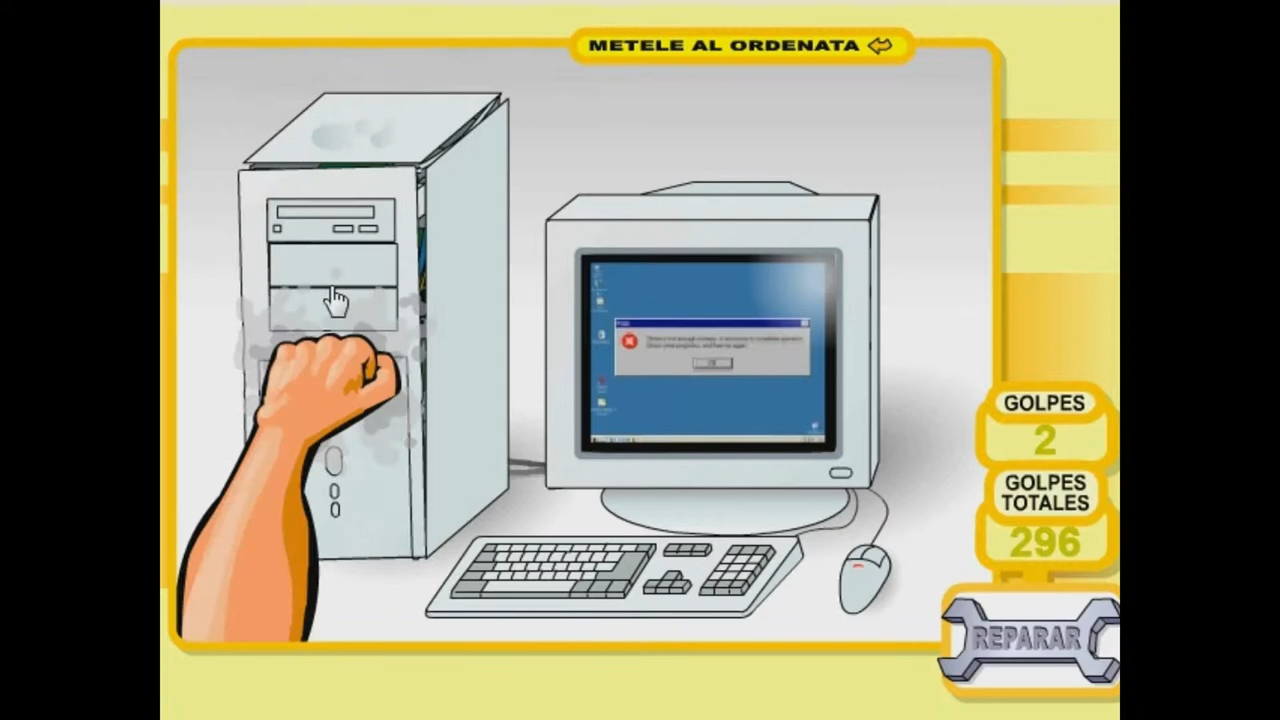 METELE AL ORDENATA
GOLPES
2
GOLPES
TOTALES
296
REPARAR